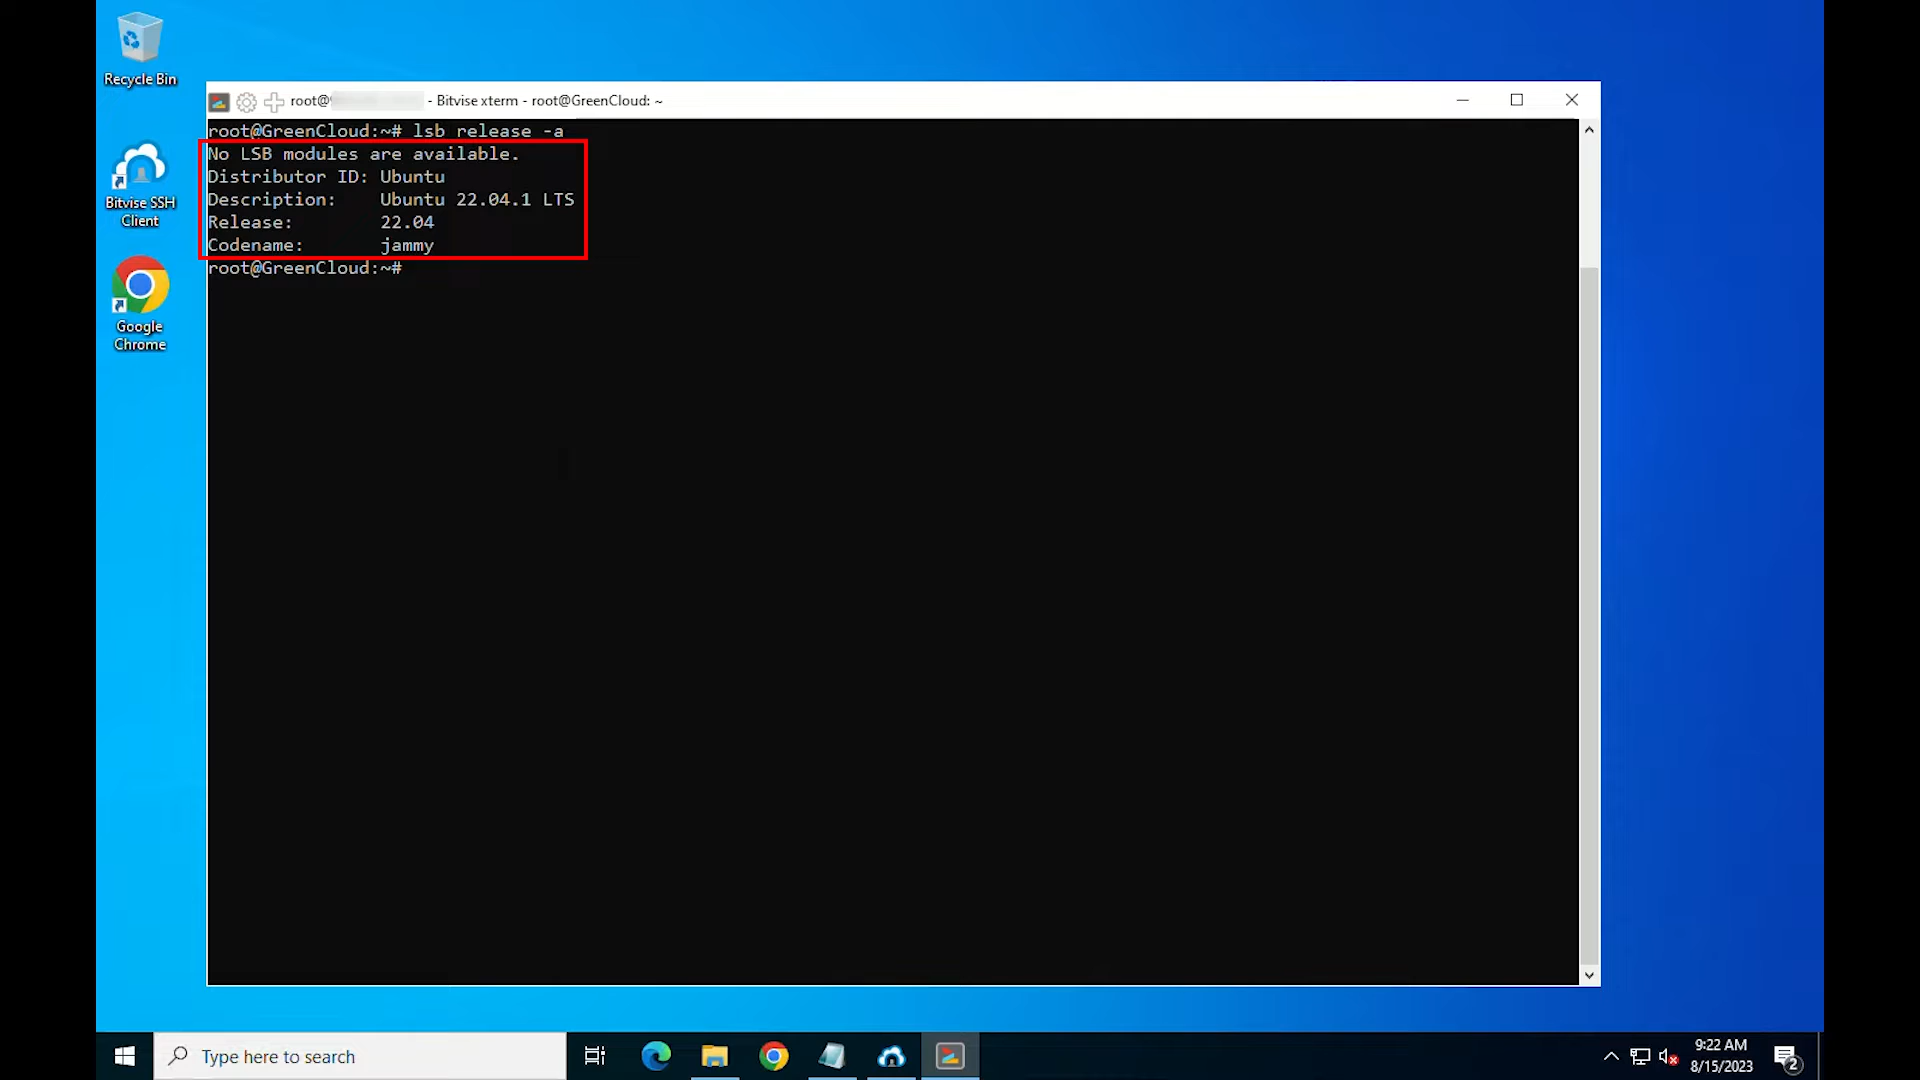 Recycle Bin
Bitvise SSH
Client
Google
Chrome
root@ - Bitvise xterm - root@GreenCloud: ~
root@GreenCloud:~# lsb release -a
No LSB modules are available.
Distributor ID: Ubuntu
Description:    Ubuntu 22.04.1 LTS
Release:        22.04
Codename:       jammy
root@GreenCloud:~#
Type here to search
9:22 AM
8/15/2023
2